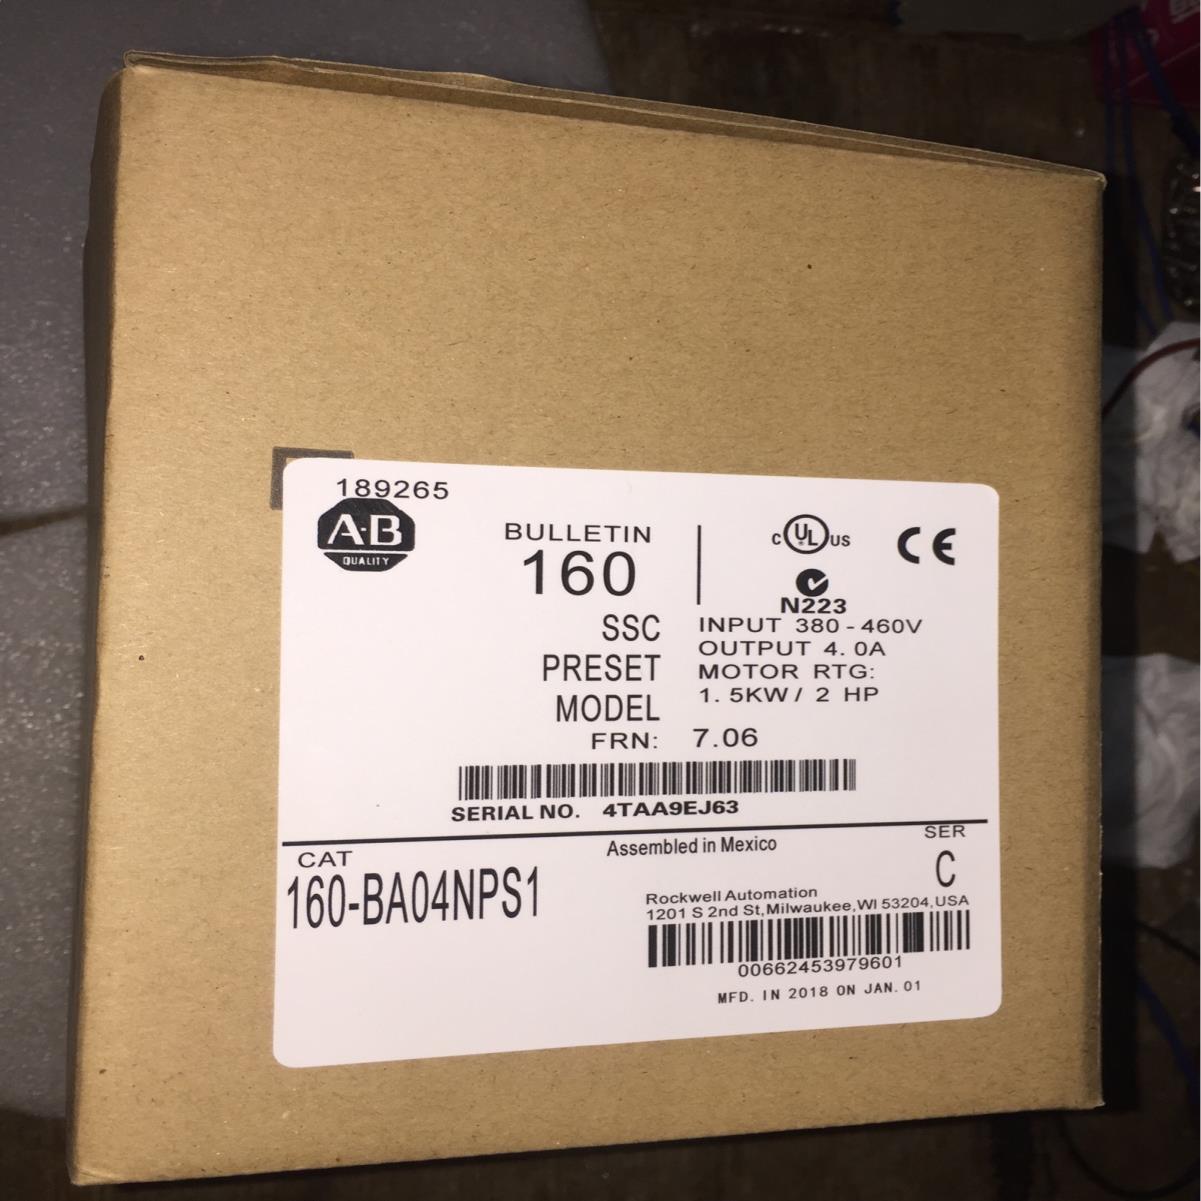 189265
A·B
QUALITY
BULLETIN
160
SSC
PRESET
MODEL
FRN: 7.06
C UL US
CE
N223
INPUT 380-460V
OUTPUT 4.0A
MOTOR RTG:
1.5KW/ 2 HP
SERIAL NO. 4TAA9EJ63
CAT
160-BA04NPS1
Assembled in Mexico
SER
C
Rockwell Automation
1201 S 2nd St,Milwaukee,WI 53204,USA
00662453979601
MFD. IN 2018 ON JAN. 01